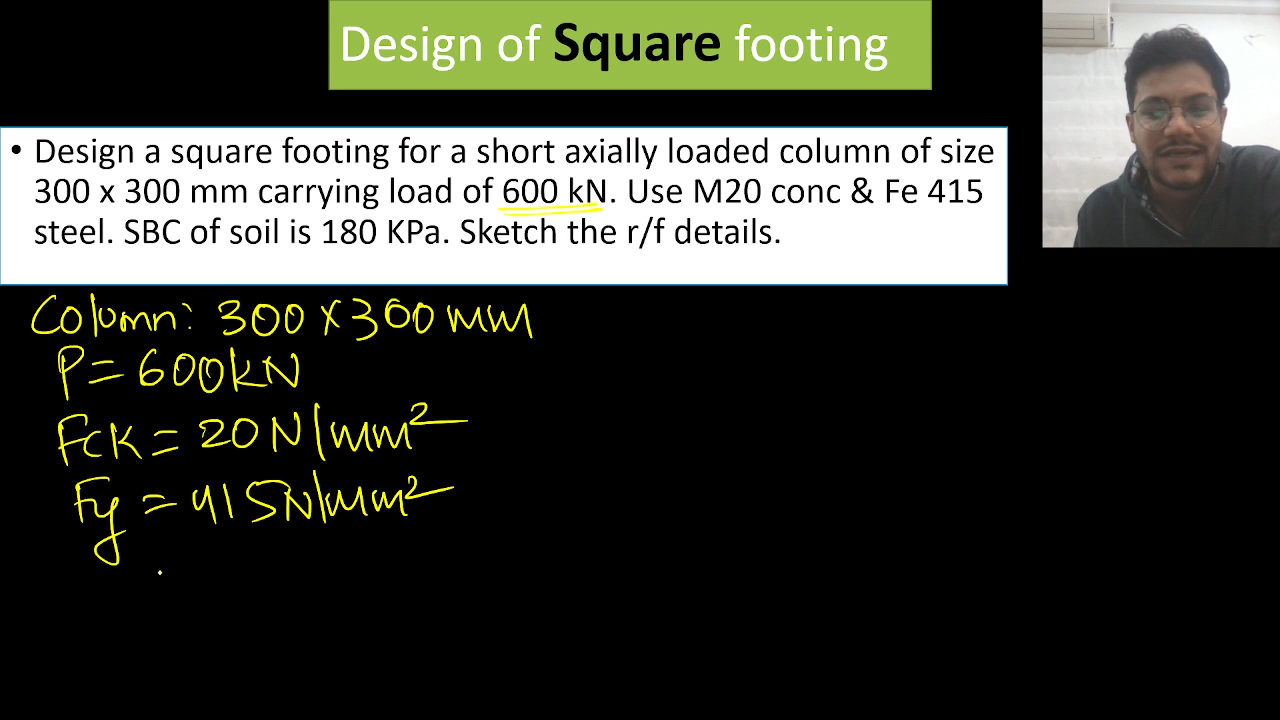 Design of Square footing
• Design a square footing for a short axially loaded column of size
300 x 300 mm carrying load of 600 kN. Use M20 conc & Fe 415
steel. SBC of soil is 180 KPa. Sketch the r/f details.
Column: 300 x 300 mm
P = 600kN
Fck = 20 N/mm²
Fy = 415N/mm²